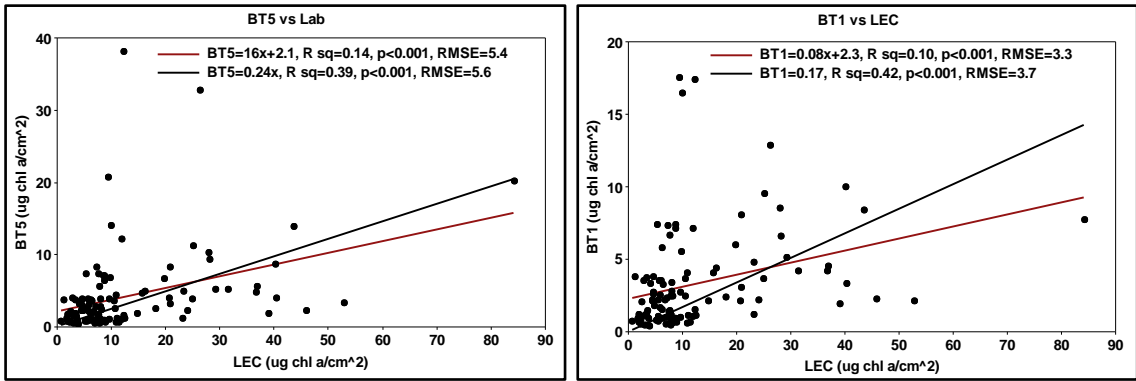 BT5 vs Lab
BT5=16x+2.1, R sq=0.14, p<0.001, RMSE=5.4
BT5=0.24x, R sq=0.39, p<0.001, RMSE=5.6
BT5 (ug chl a/cm^2)
40
30
20
10
0
0 10 20 30 40 50 60 70 80 90
LEC (ug chl a/cm^2)
BT1 vs LEC
BT1=0.08x+2.3, R sq=0.10, p<0.001, RMSE=3.3
BT1=0.17, R sq=0.42, p<0.001, RMSE=3.7
BT1 (ug chl a/cm^2)
20
15
10
5
0
0 10 20 30 40 50 60 70 80 90
LEC (ug chl a/cm^2)